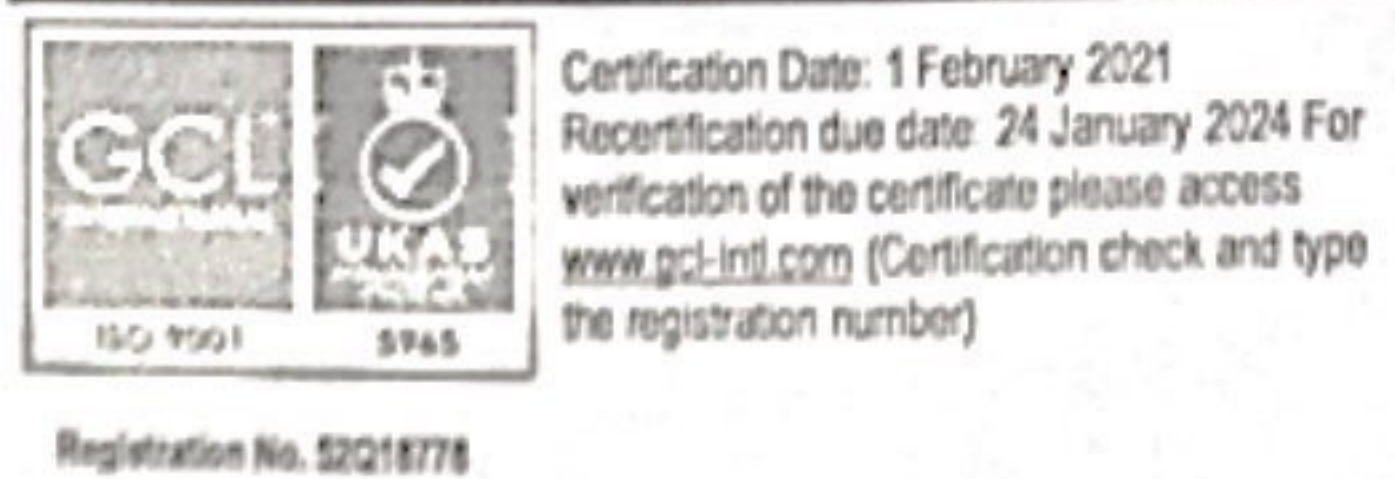 GCL
UKAS
ISO 9001
5965
Certification Date: 1 February 2021
Recertification due date: 24 January 2024 For
verification of the certificate please access
www.gcl-intl.com (Certification check and type
the registration number)
Registration No.